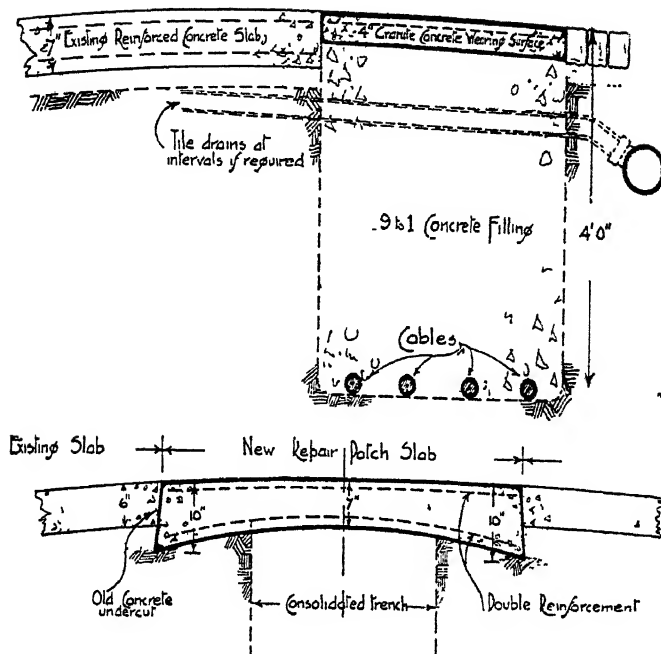 7"
Existing Reinforced Concrete Slab
4" Granite Concrete Wearing Surface
Tile drains at
intervals if required
9 to 1 Concrete Filling
4'0"
Cables
Existing Slab
New Repair Patch Slab
6"
10"
7"
10"
Old Concrete
undercut
Consolidated trench
Double Reinforcement